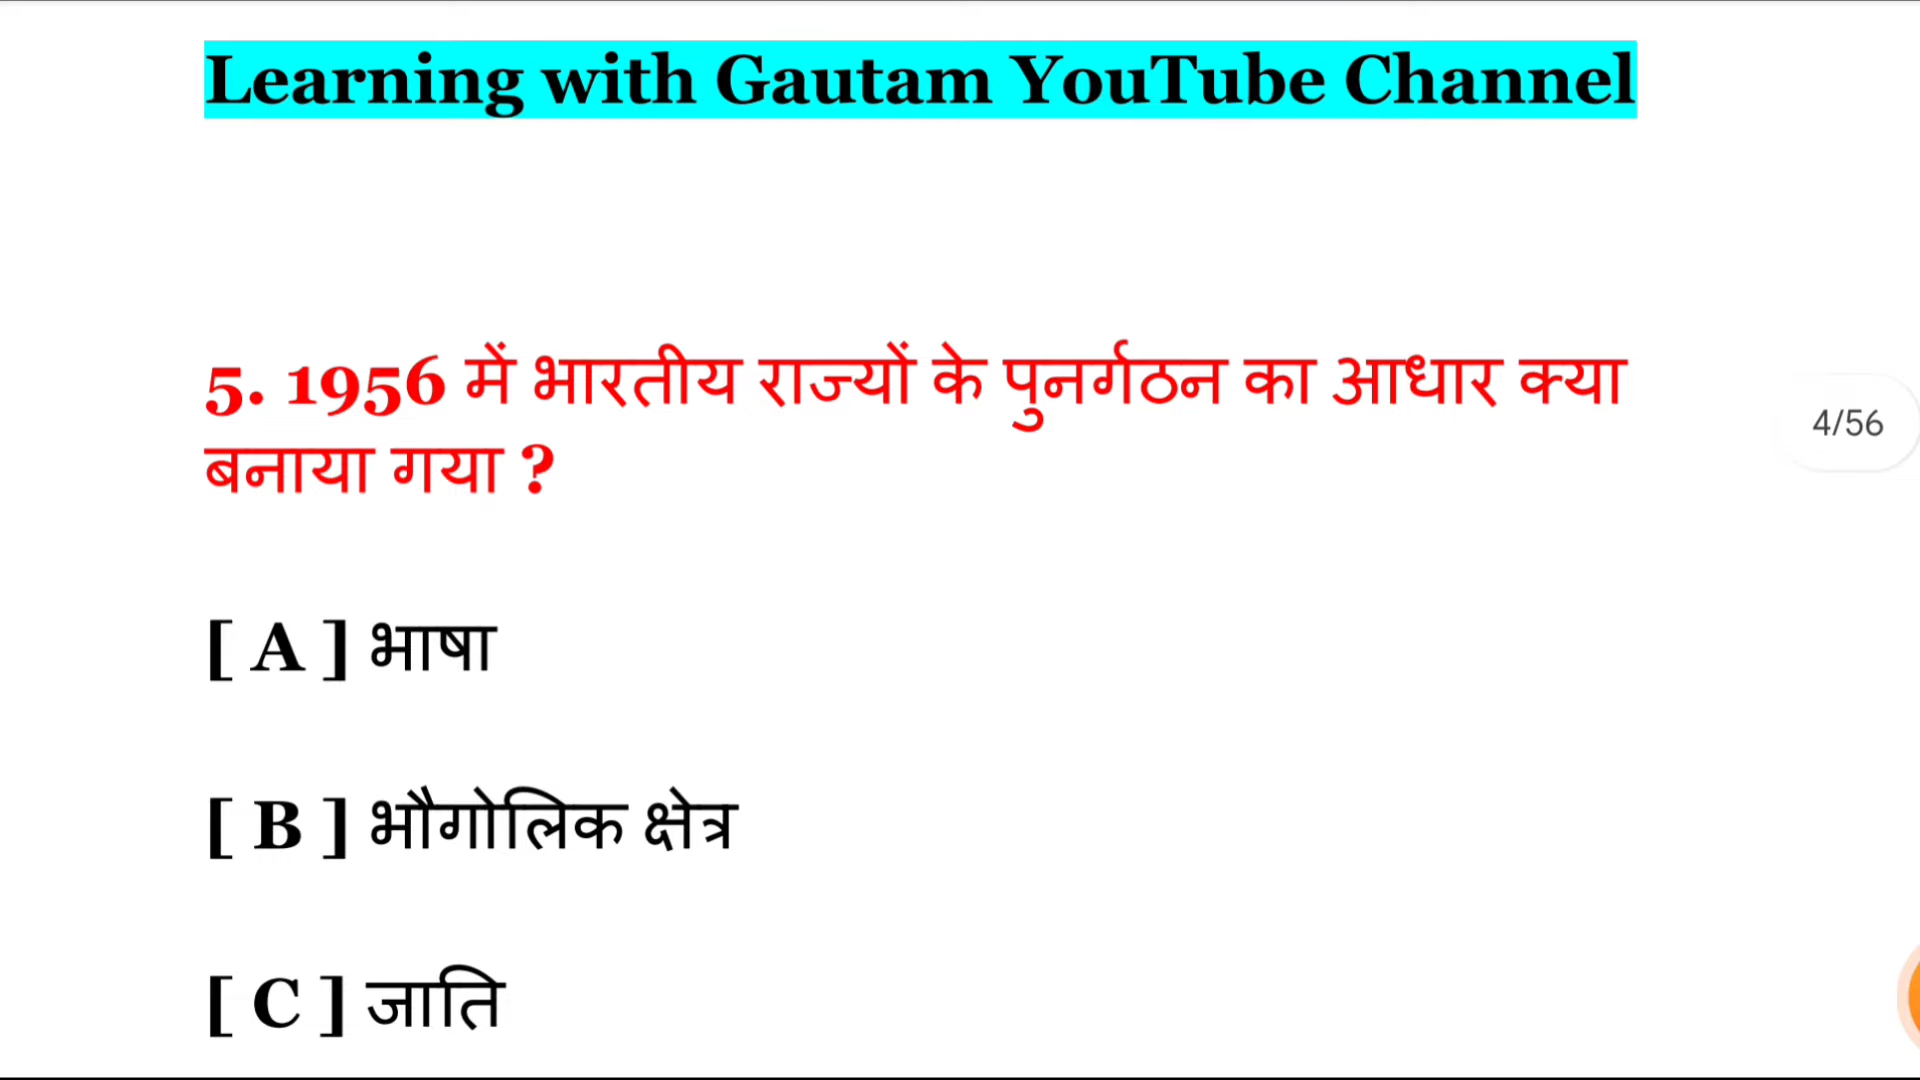 Learning with Gautam YouTube Channel
5. 1956 में भारतीय राज्यों के पुनर्गठन का आधार क्या
बनाया गया ?
4/56
[ A ] भाषा
[ B ] भौगोलिक क्षेत्र
[ C ] जाति